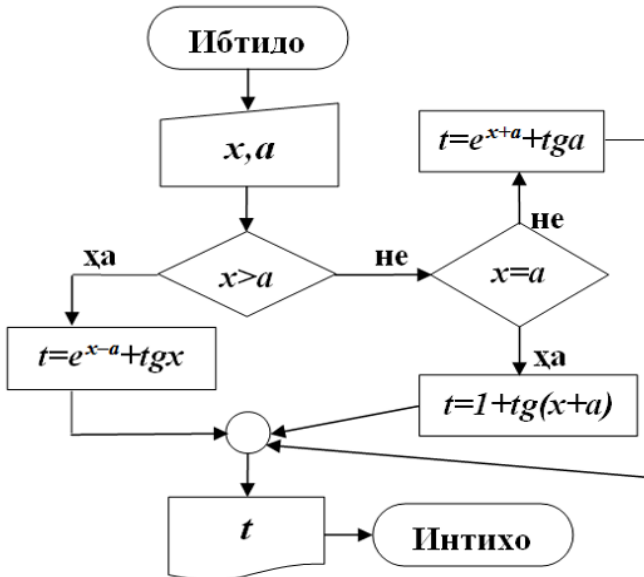 Ибтидо
x,a
t=e^{x+a}+tga
ҳа
x>a
не
не
x=a
t=e^{x–a}+tgx
ҳа
t=1+tg(x+a)
t
Интихо